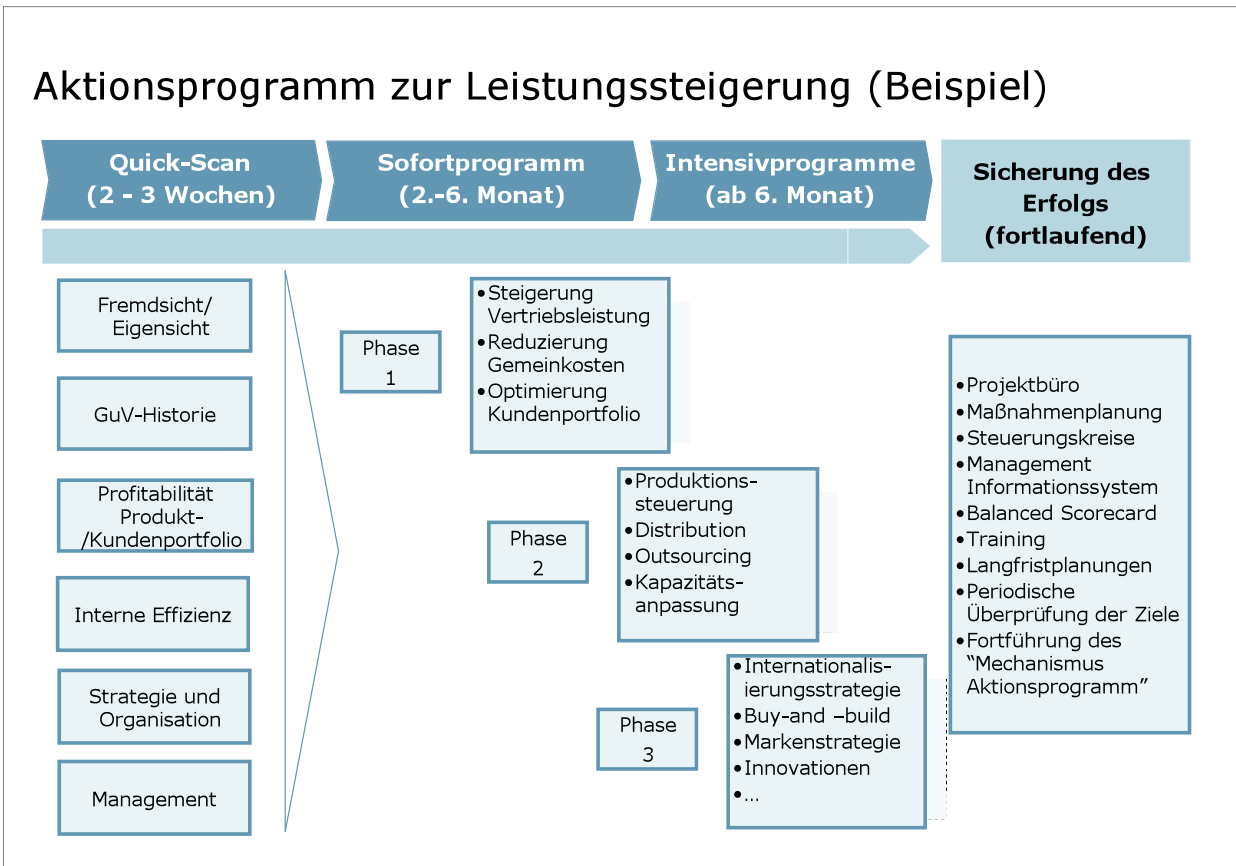 Aktionsprogramm zur Leistungssteigerung (Beispiel)
Quick-Scan
(2 - 3 Wochen)
Sofortprogramm
(2.-6. Monat)
Intensivprogramme
(ab 6. Monat)
Sicherung des
Erfolgs
(fortlaufend)
Fremdsicht/
Eigensicht
GuV-Historie
Profitabilität
Produkt-
/Kundenportfolio
Interne Effizienz
Strategie und
Organisation
Management
Phase
1
•Steigerung
Vertriebsleistung
•Reduzierung
Gemeinkosten
•Optimierung
Kundenportfolio
Phase
2
•Produktions-
steuerung
•Distribution
•Outsourcing
•Kapazitäts-
anpassung
Phase
3
•Internationalis-
ierungsstrategie
•Buy-and –build
•Markenstrategie
•Innovationen
•…
•Projektbüro
•Maßnahmenplanung
•Steuerungskreise
•Management
Informationssystem
•Balanced Scorecard
•Training
•Langfristplanungen
•Periodische
Überprüfung der Ziele
•Fortführung des
“Mechanismus
Aktionsprogramm”